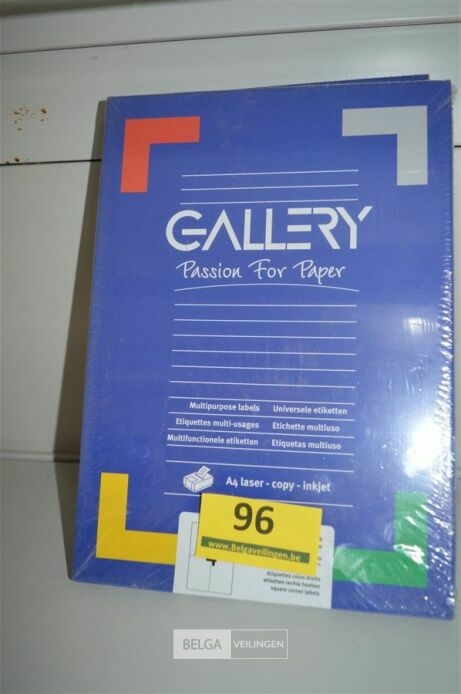 GALLERY
Passion For Paper
Multipurpose labels
Universele etiketten
Etiquettes multi-usages
Etichette multiuso
Multifunctionele etiketten
Etiquetas multiuso
A4 laser - copy - inkjet
96
www.Belgaveilingen.be
etiquettes coins droits
etiketten rechte hoeken
square corner labels
BELGA VEILINGEN